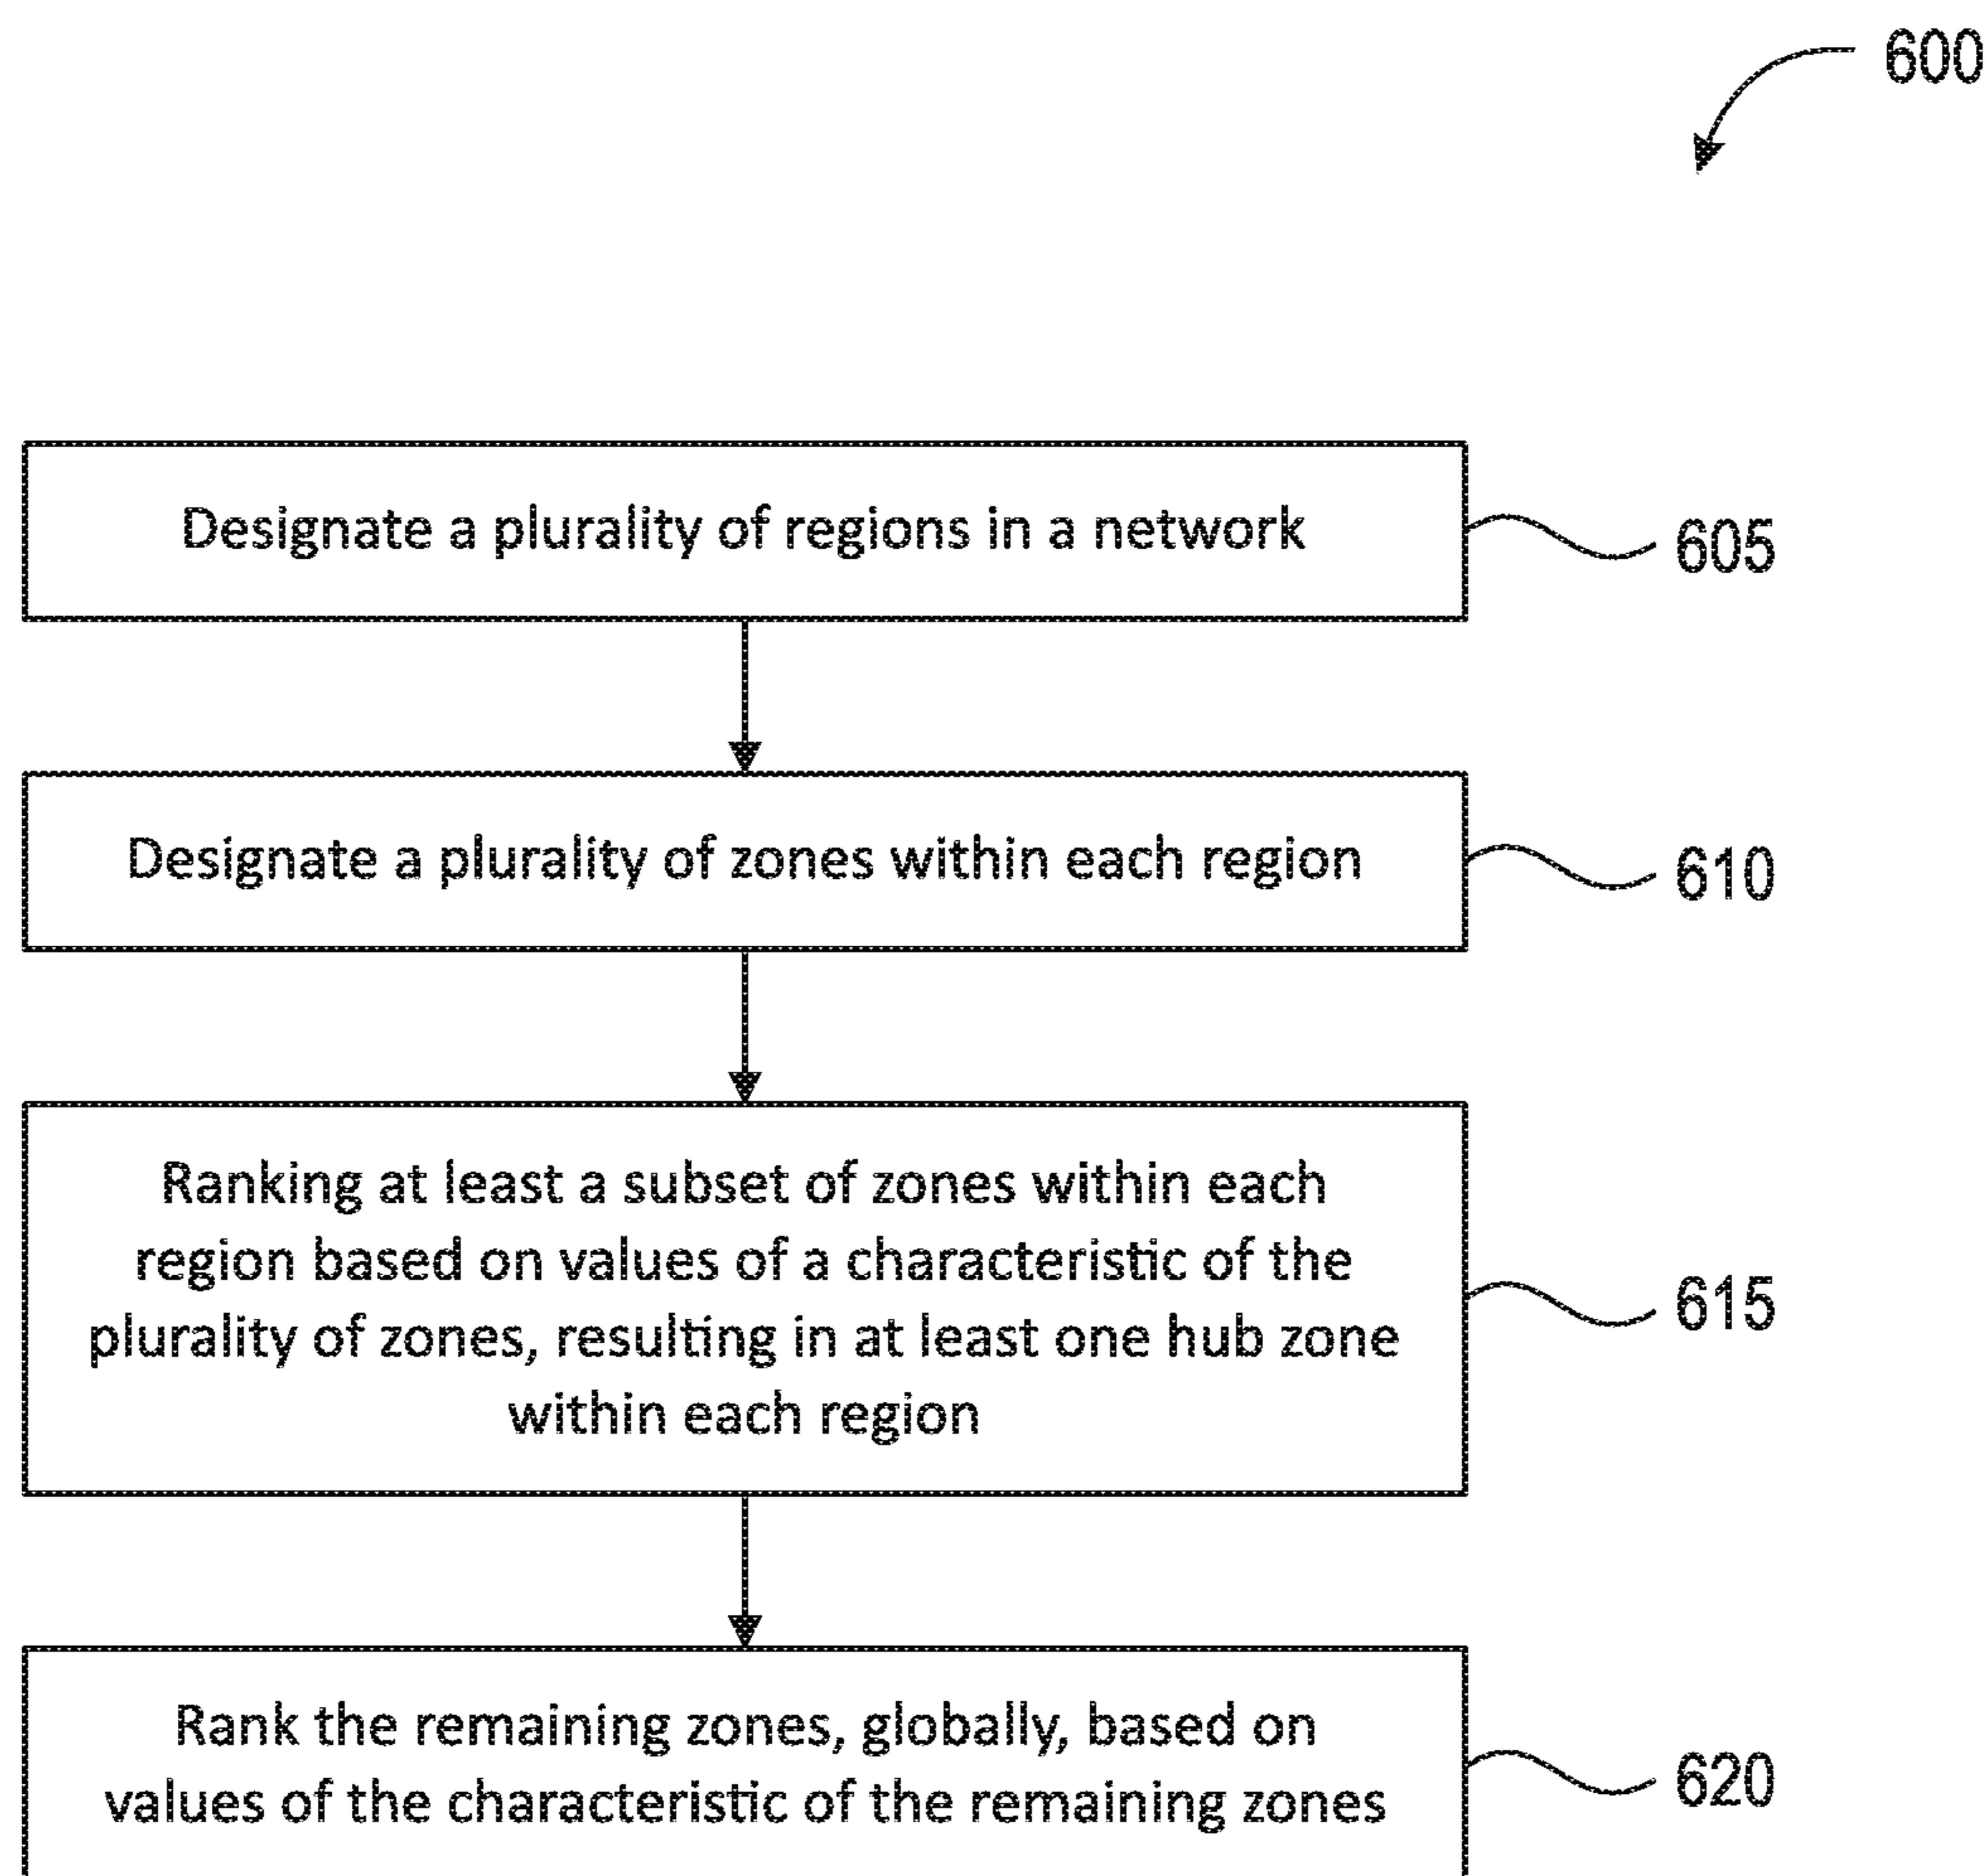 600
Designate a plurality of regions in a network
605
Designate a plurality of zones within each region
610
Ranking at least a subset of zones within each
region based on values of a characteristic of the
plurality of zones, resulting in at least one hub zone
within each region
615
Rank the remaining zones, globally, based on
values of the characteristic of the remaining zones
620